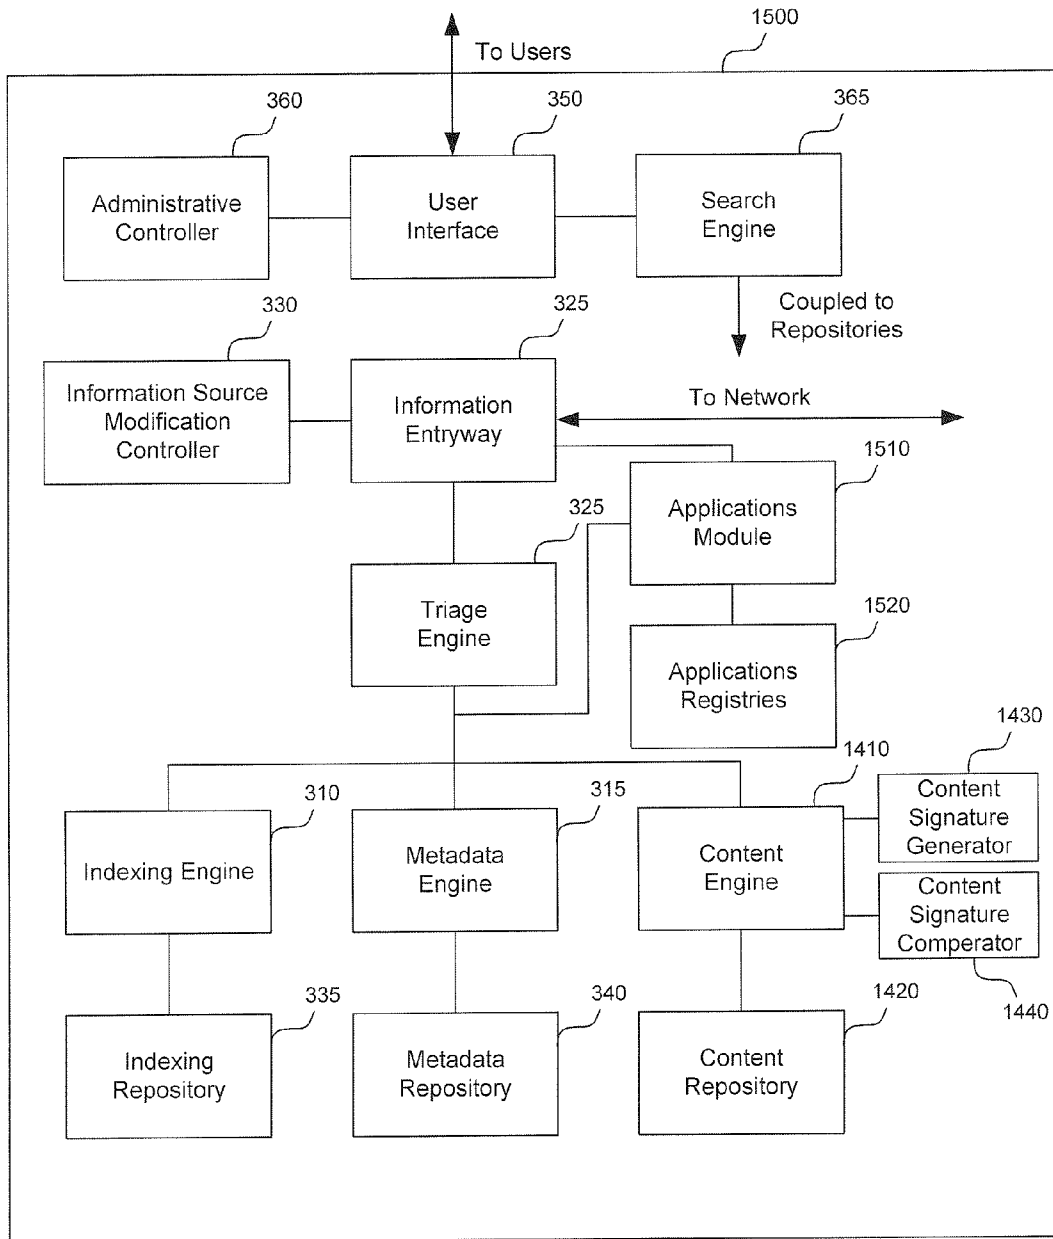 1500
To Users
360
350
365
Administrative
Controller
User
Interface
Search
Engine
Coupled to
Repositories
330
325
Information Source
Modification
Controller
Information
Entryway
To Network
1510
Applications
Module
325
Triage
Engine
1520
Applications
Registries
1430
Content
Signature
Generator
1410
310
315
Indexing Engine
Metadata
Engine
Content
Engine
Content
Signature
Comperator
1440
335
340
1420
Indexing
Repository
Metadata
Repository
Content
Repository